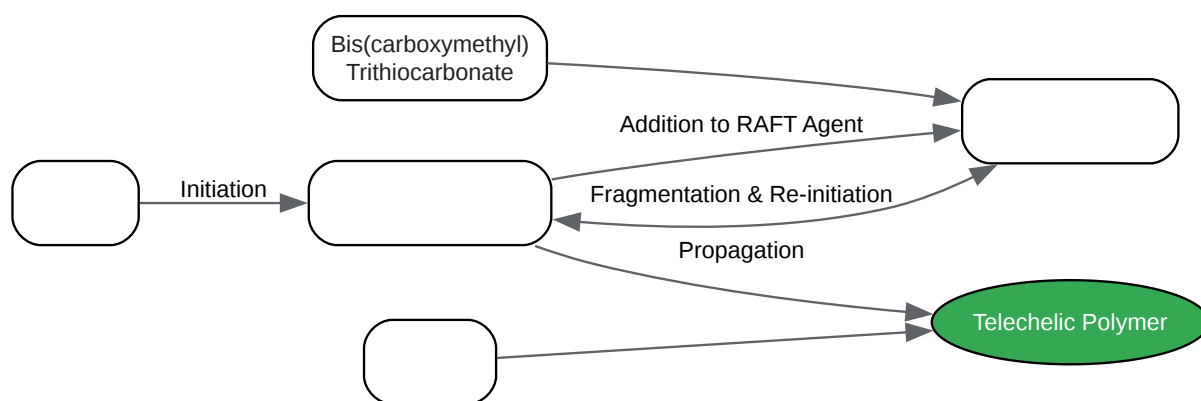 Bis(carboxymethyl)
Trithiocarbonate
Addition to RAFT Agent
Initiation
Fragmentation & Re-initiation
Propagation
Telechelic Polymer